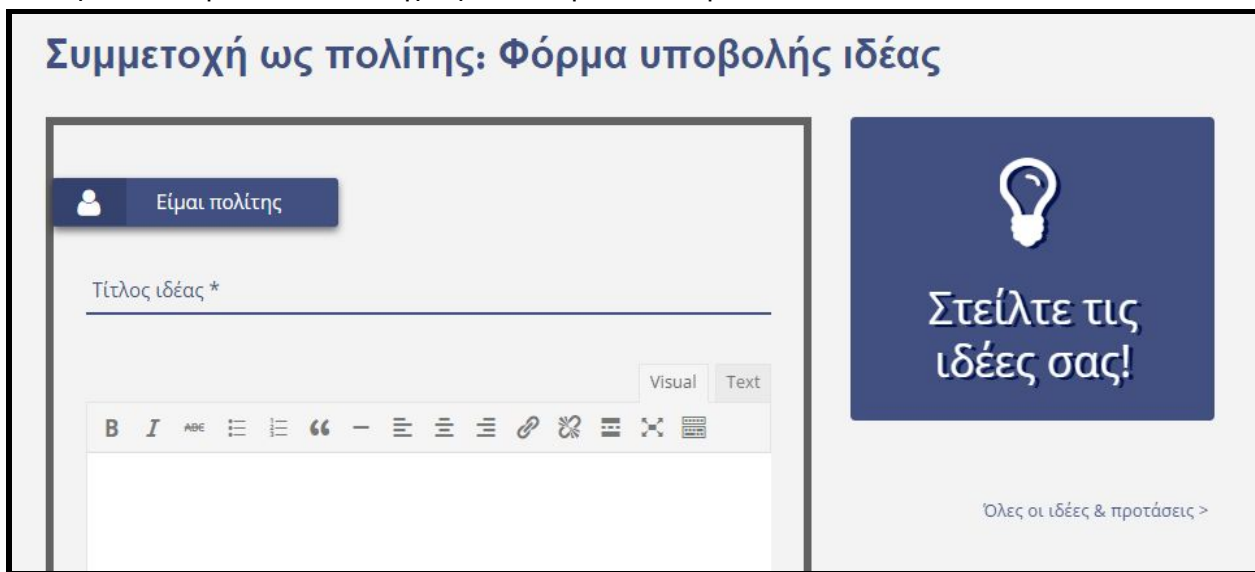 Συμμετοχή ως πολίτης: Φόρμα υποβολής ιδέας
Είμαι πολίτης
Τίτλος ιδέας *
Visual Text
B I ABE
Στείλτε τις
ιδέες σας!
Όλες οι ιδέες & προτάσεις >